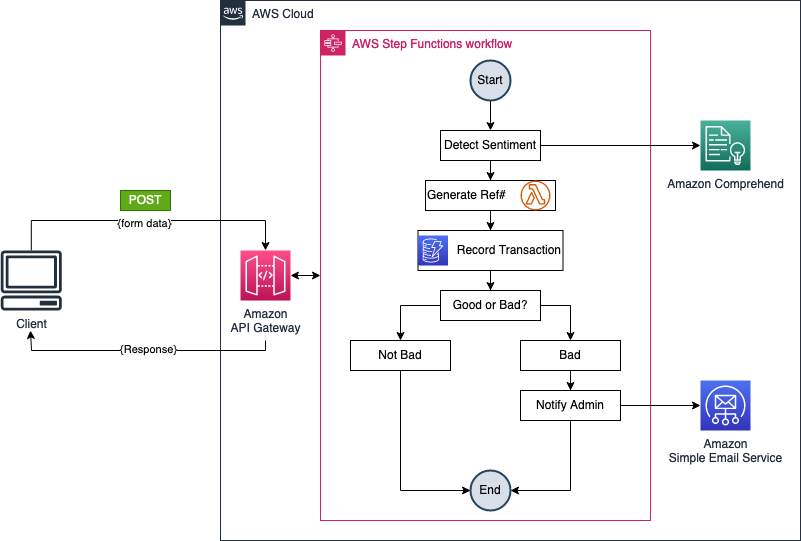 aws
AWS Cloud
AWS Step Functions workflow
Start
Detect Sentiment
Amazon Comprehend
POST
Generate Ref#
{form data}
Record Transaction
</>
Amazon
API Gateway
Good or Bad?
Client
{Response}
Not Bad
Bad
Notify Admin
Amazon
Simple Email Service
End